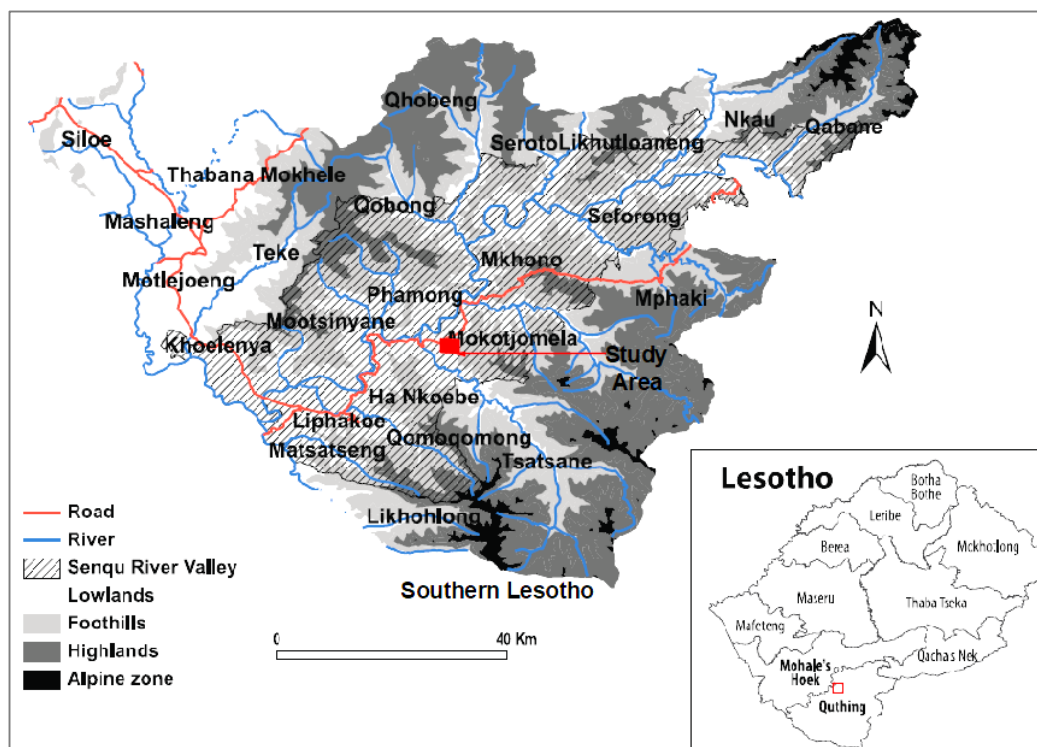 Qhobeng
Nkau
Siloe
SerotoLikhutloaneng
Qabane
Thabana Mokhele
Qobong
Mashaleng
Seforong
Teke
Mkhono
Motlejoeng
Phamong
Mphaki
N
Mootsinyane
Khoelenya
Mokotjomela
Study
Area
Ha Nkoebe
Liphakoe
Qomoqomong
Matsatseng
Tsatsane
Likhohlong
Southern Lesotho
Road
River
Senqu River Valley
Lowlands
Foothills
Highlands
Alpine zone
0
40 Km
Lesotho
Botha
Bothe
Leribe
Berea
Mckhotlong
Maseru
Thaba Tseka
Mafeteng
Qacha's Nek
Mohale's
Hoek
Quthing